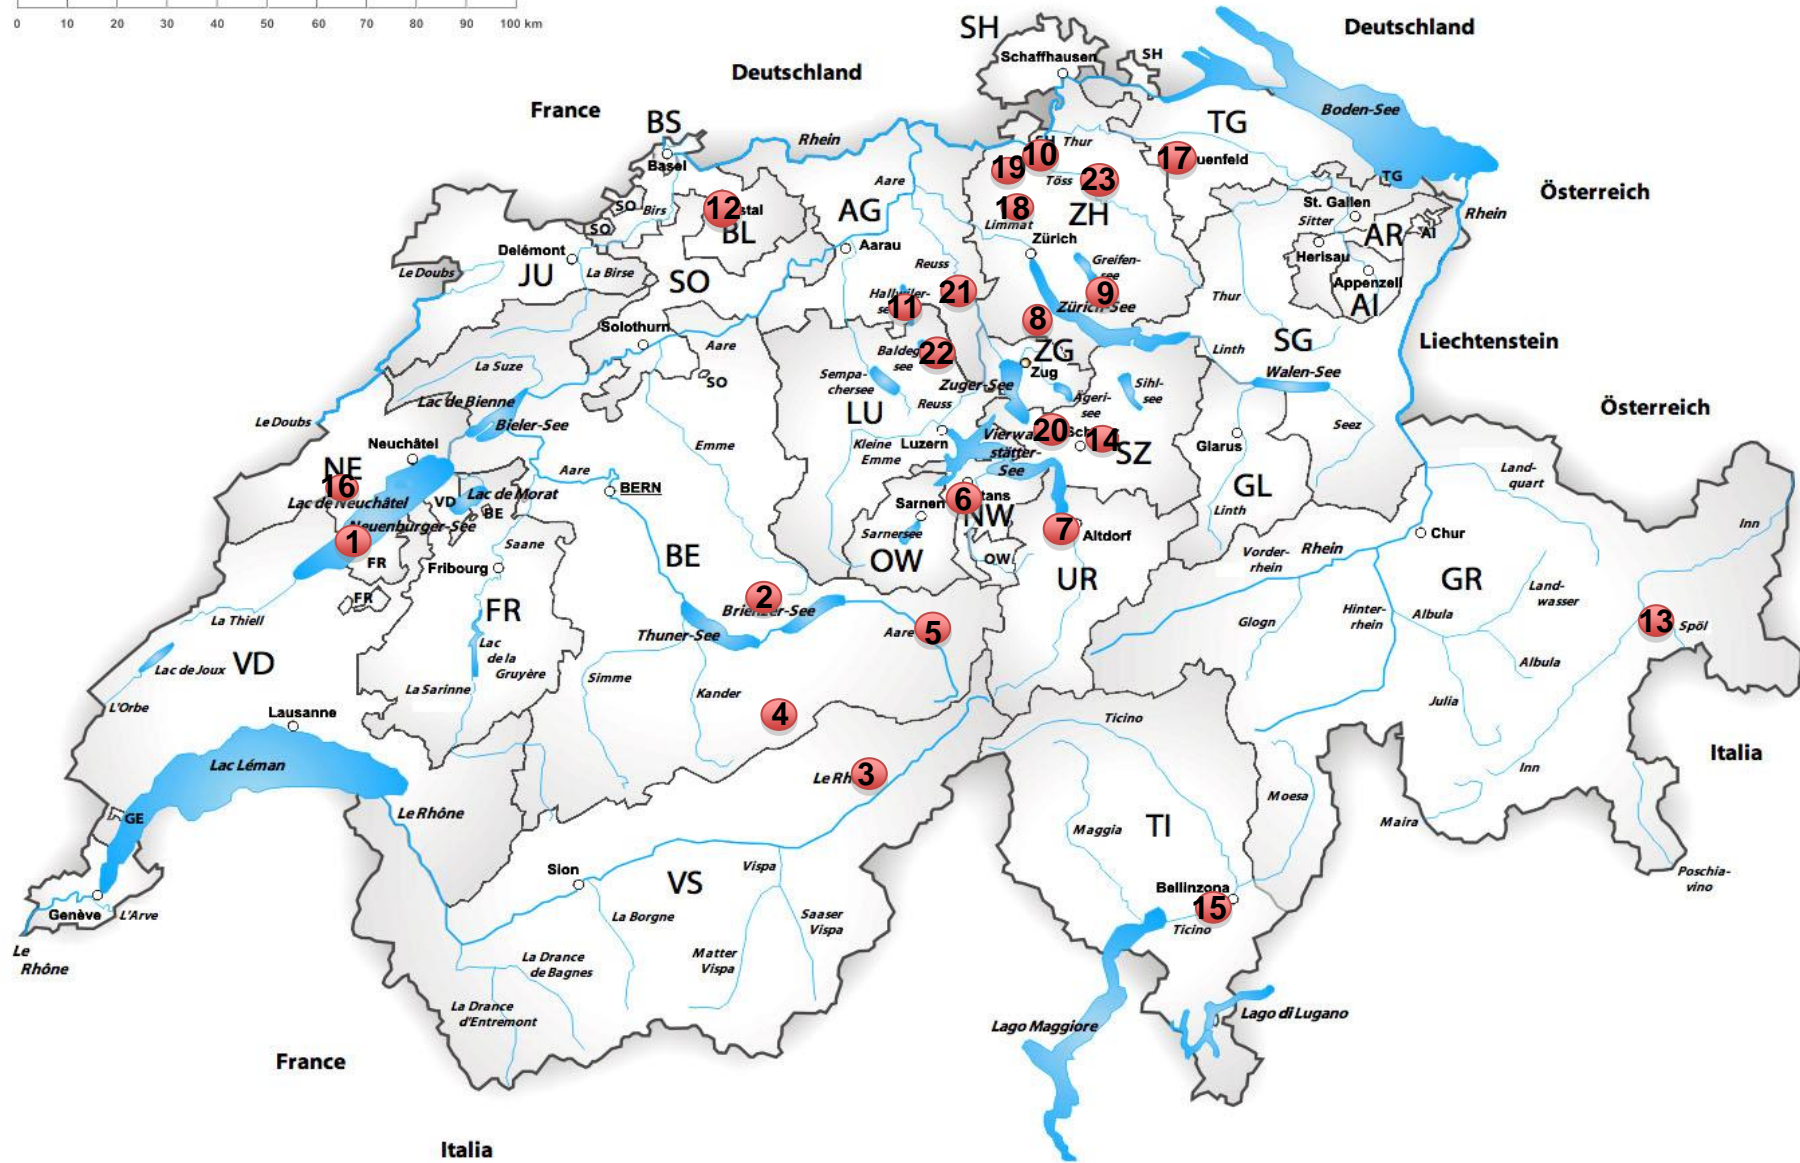 0 10 20 30 40 50 60 70 80 90 100 km
SH
Deutschland
Schaffhausen
SH
Deutschland
France
BS
Rhein
TG
Boden-See
Basel
Thur
10
17
uenfeld
19
Töss
23
TG
Österreich
Aare
SO
Birs
12
stal
BL
AG
18
ZH
St. Gallen
Sitter
Rhein
SO
Limmat
AR
AI
Delémont
Aarau
Zürich
Herisau
Le Doubs
JU
La Birse
SO
Reuss
Greifen-
see
Appenzell
AI
21
9
Thur
11
Zürich-See
8
Solothurn
Aare
SG
Liechtenstein
22
ZG
Linth
La Suze
SO
Zug
Walen-See
Sempa-
chersee
Zuger-See
Sihl-
see
Lac de Bienne
LU
Reuss
Ägeri-
see
Österreich
Le Doubs
Bieler-See
20
14
SZ
Seez
Neuchâtel
Emme
Kleine
Emme
Luzern
stätter-
See
Glarus
NE
16
Aare
Land-
quart
Lac de Neuchâtel
VD
Lac de Morat
BERN
Sarnen
6
tans
GL
BE
NW
Linth
Neuenburger-See
1
Saane
Sarnersee
7
Altdorf
Chur
Inn
FR
Fribourg
BE
OW
OW
UR
Vorder-
rhein
Rhein
GR
FR
FR
2
Brienzer-See
Hinter-
rhein
Albula
Land-
wasser
La Thiell
Thuner-See
Aare
5
Glogn
13
Spöl
VD
Lac de Joux
Lac
de la
Gruyère
Simme
Albula
L'Orbe
La Sarinne
Kander
Julia
Lausanne
4
Ticino
Italia
Lac Léman
3
Inn
Le Rhône
Moesa
GE
Maggia
TI
Maira
Sion
VS
Vispa
Poschia-
vino
Bellinzona
Genève
L'Arve
La Borgne
Saaser
Vispa
15
Ticino
Le
Rhône
La Drance
de Bagnes
Matter
Vispa
La Drance
d'Entremont
Lago Maggiore
Lago di Lugano
France
Italia